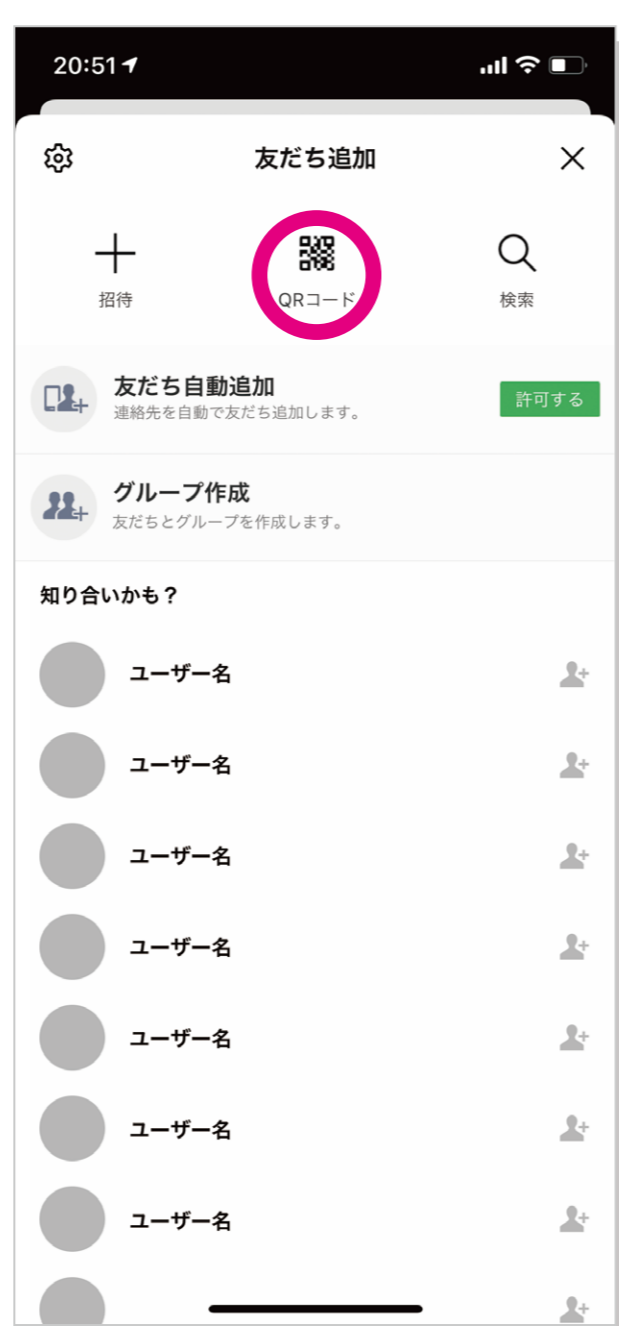 20:51
友だち追加
招待
QRコード
検索
友だち自動追加
連絡先を自動で友だち追加します。
許可する
グループ作成
友だちとグループを作成します。
知り合いかも？
ユーザー名
ユーザー名
ユーザー名
ユーザー名
ユーザー名
ユーザー名
ユーザー名